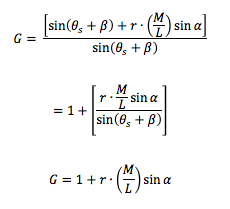 G = [sin(θₛ + β) + r · (M/L) sin α] / sin(θₛ + β)
= 1 + [r · M/L sin α / sin(θₛ + β)]
G = 1 + r · (M/L) sin α